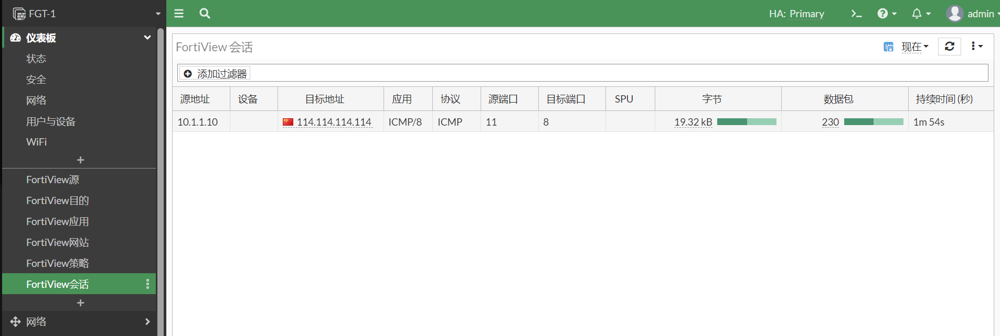 FGT-1
HA: Primary
admin
仪表板
状态
安全
网络
用户与设备
WiFi
FortiView源
FortiView目的
FortiView应用
FortiView网站
FortiView策略
FortiView会话
网络
FortiView 会话
现在
添加过滤器
源地址 设备 目标地址 应用 协议 源端口 目标端口 SPU 字节 数据包 持续时间 (秒)
10.1.1.10 114.114.114.114 ICMP/8 ICMP 11 8 19.32 kB 230 1m 54s